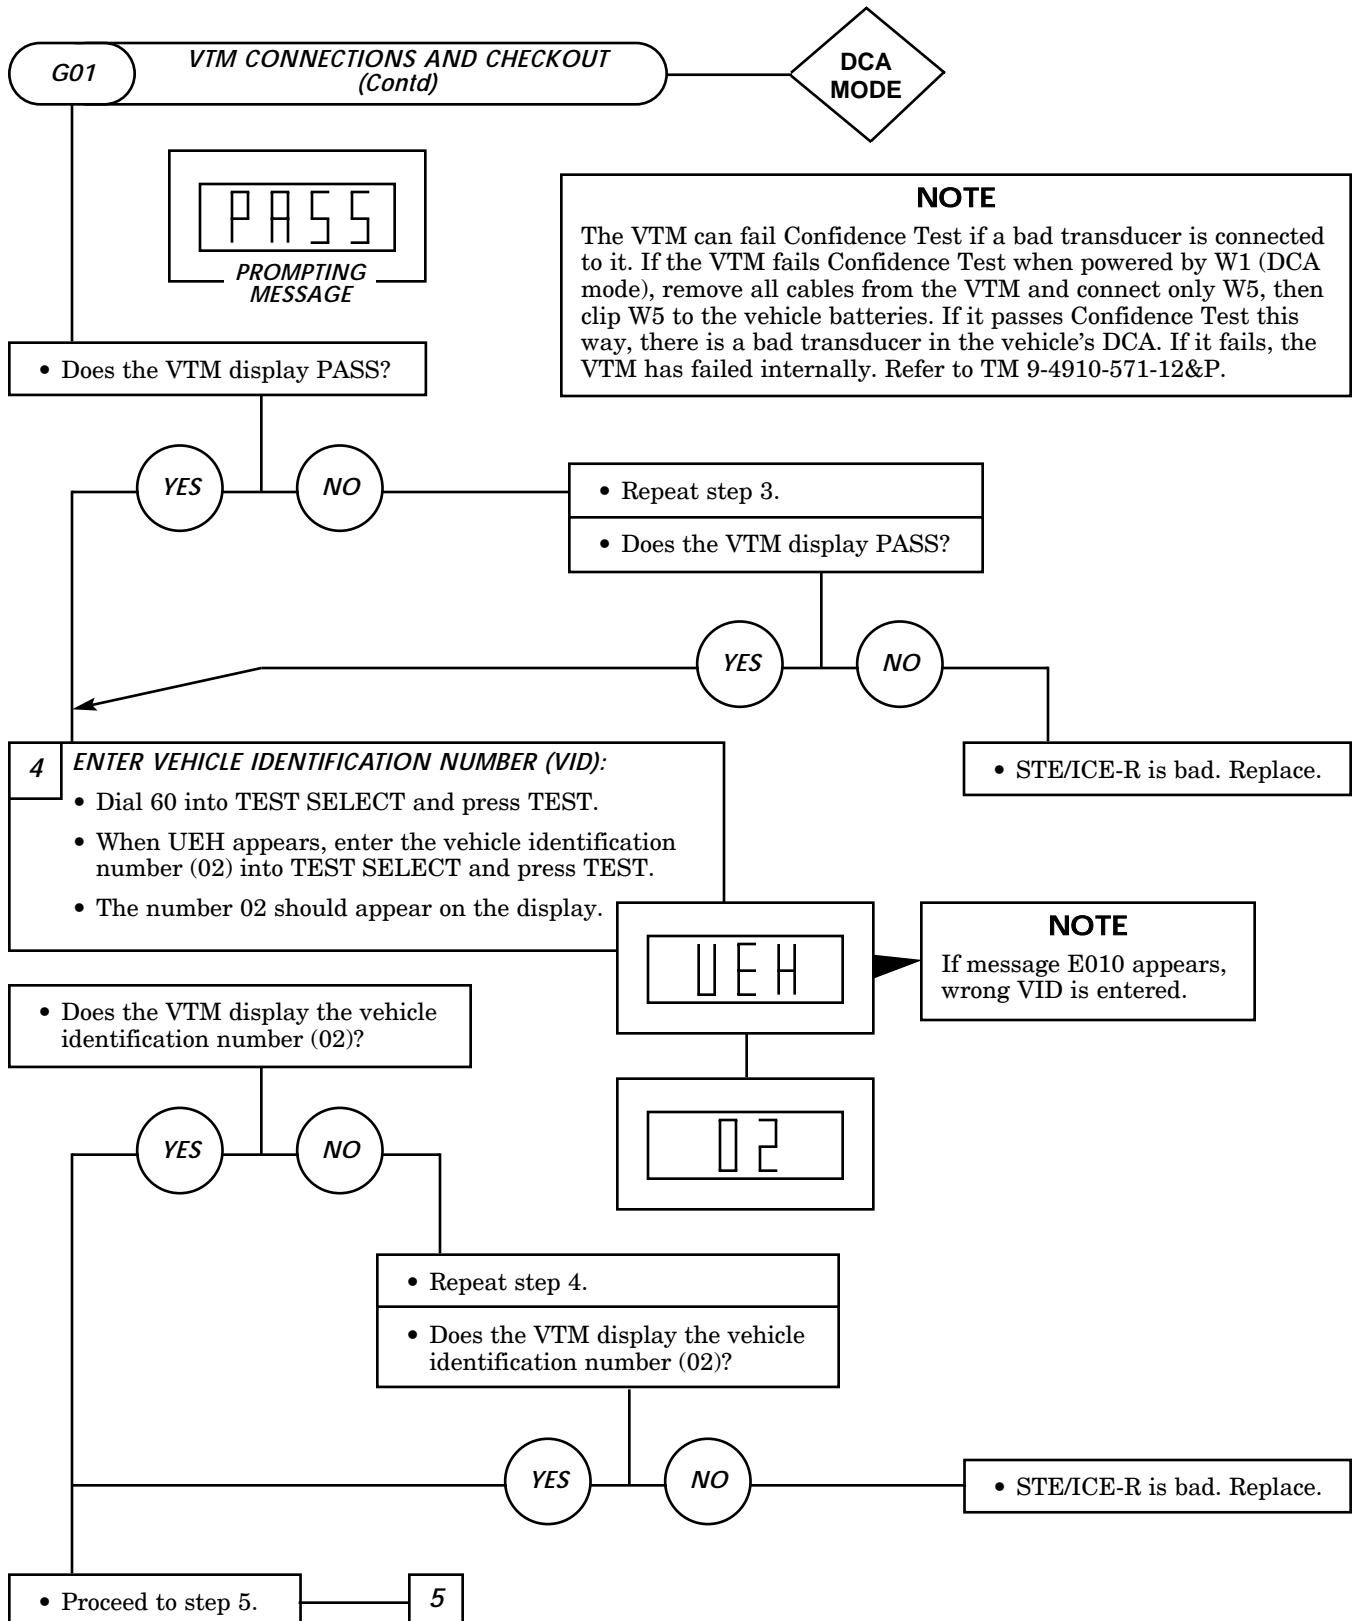 G01
VTM CONNECTIONS AND CHECKOUT
(Contd)
DCA
MODE
PASS
PROMPTING
MESSAGE
NOTE
The VTM can fail Confidence Test if a bad transducer is connected
to it. If the VTM fails Confidence Test when powered by W1 (DCA
mode), remove all cables from the VTM and connect only W5, then
clip W5 to the vehicle batteries. If it passes Confidence Test this
way, there is a bad transducer in the vehicle's DCA. If it fails, the
VTM has failed internally. Refer to TM 9-4910-571-12&P.
• Does the VTM display PASS?
YES
NO
• Repeat step 3.
• Does the VTM display PASS?
YES
NO
• STE/ICE-R is bad. Replace.
4
ENTER VEHICLE IDENTIFICATION NUMBER (VID):
• Dial 60 into TEST SELECT and press TEST.
• When UEH appears, enter the vehicle identification
number (02) into TEST SELECT and press TEST.
• The number 02 should appear on the display.
UEH
NOTE
If message E010 appears,
wrong VID is entered.
02
• Does the VTM display the vehicle
identification number (02)?
YES
NO
• Repeat step 4.
• Does the VTM display the vehicle
identification number (02)?
YES
NO
• STE/ICE-R is bad. Replace.
• Proceed to step 5.
5